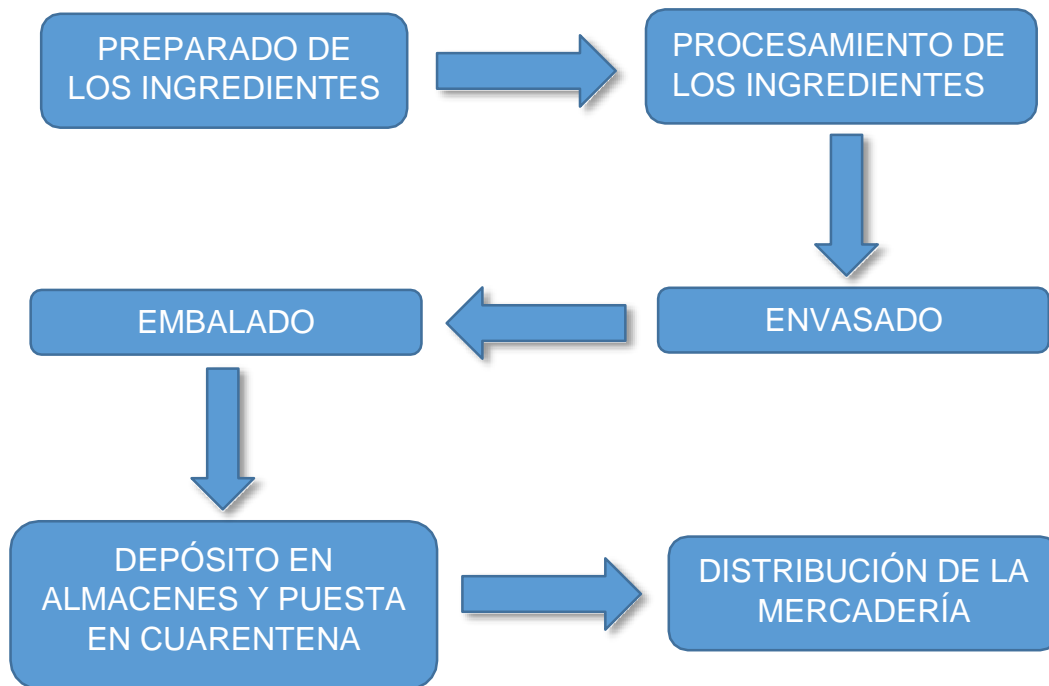 PREPARADO DE
LOS INGREDIENTES
PROCESAMIENTO DE
LOS INGREDIENTES
ENVASADO
EMBALADO
DEPÓSITO EN
ALMACENES Y PUESTA
EN CUARENTENA
DISTRIBUCIÓN DE LA
MERCADERÍA